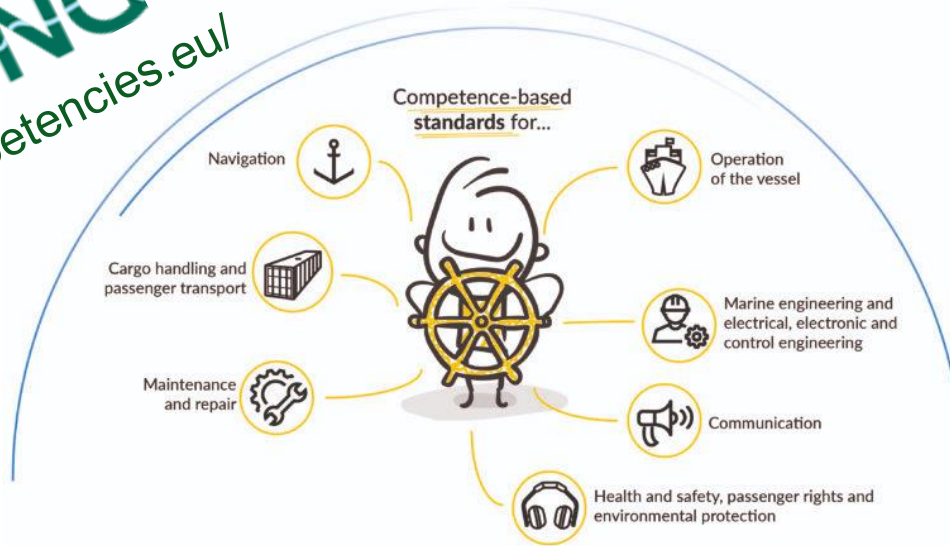 etencies.eu/
Competence-based
standards for...
Navigation
Operation
of the vessel
Cargo handling and
passenger transport
Marine engineering and
electrical, electronic and
control engineering
Maintenance
and repair
Communication
Health and safety, passenger rights and
environmental protection